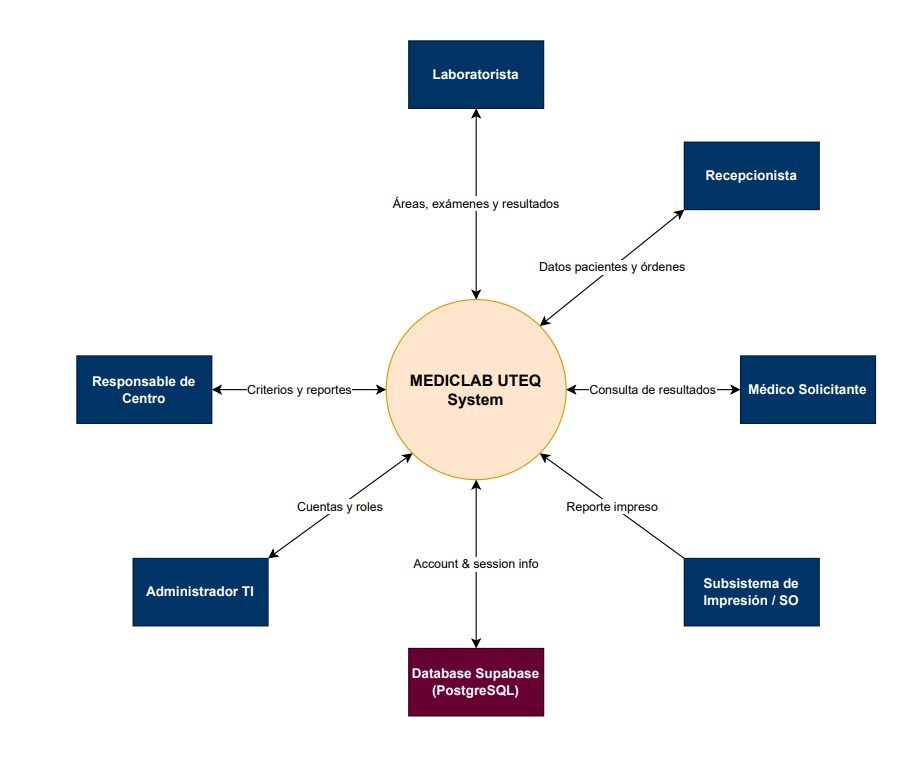 Laboratorista
Recepcionista
Áreas, exámenes y resultados
Datos pacientes y órdenes
Responsable de
Centro
Criterios y reportes
MEDICLAB UTEQ
System
Consulta de resultados
Médico Solicitante
Cuentas y roles
Reporte impreso
Account & session info
Administrador TI
Subsistema de
Impresión / SO
Database Supabase
(PostgreSQL)